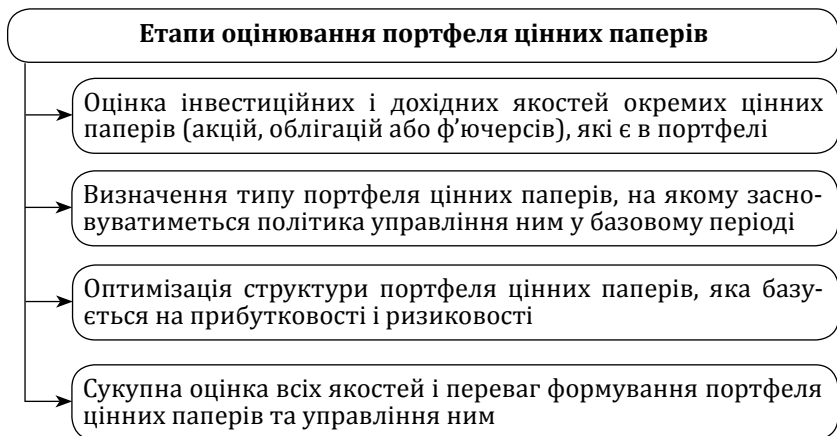 Етапи оцінювання портфеля цінних паперів
Оцінка інвестиційних і дохідних якостей окремих цінних
паперів (акцій, облігацій або ф’ючерсів), які є в портфелі
Визначення типу портфеля цінних паперів, на якому засно-
вуватиметься політика управління ним у базовому періоді
Оптимізація структури портфеля цінних паперів, яка базу-
ється на прибутковості і ризиковості
Сукупна оцінка всіх якостей і переваг формування портфеля
цінних паперів та управління ним